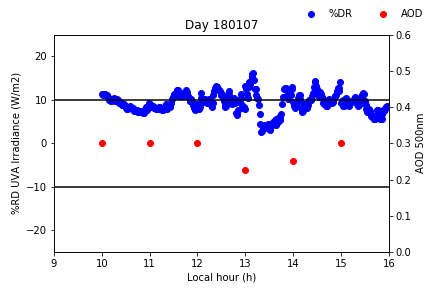 %DR AOD
Day 180107
20
10
0
−10
−20
%RD UVA Irradiance (W/m2)
0.6
0.5
0.4
0.3
0.2
0.1
0.0
AOD 500nm
9 10 11 12 13 14 15 16
Local hour (h)